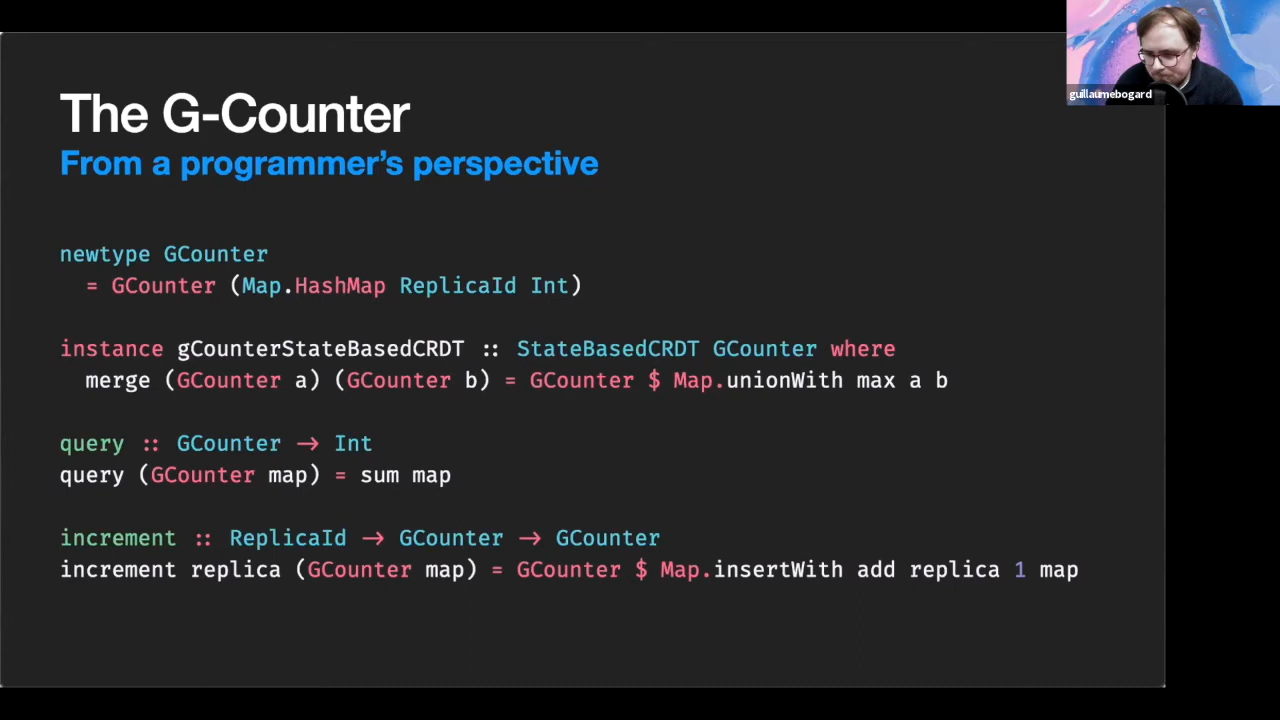 The G-Counter
From a programmer’s perspective
newtype GCounter
= GCounter (Map.HashMap ReplicaId Int)
instance gCounterStateBasedCRDT :: StateBasedCRDT GCounter where
merge (GCounter a) (GCounter b) = GCounter $ Map.unionWith max a b
query :: GCounter → Int
query (GCounter map) = sum map
increment :: ReplicaId → GCounter → GCounter
increment replica (GCounter map) = GCounter $ Map.insertWith add replica 1 map
guillaumebogard